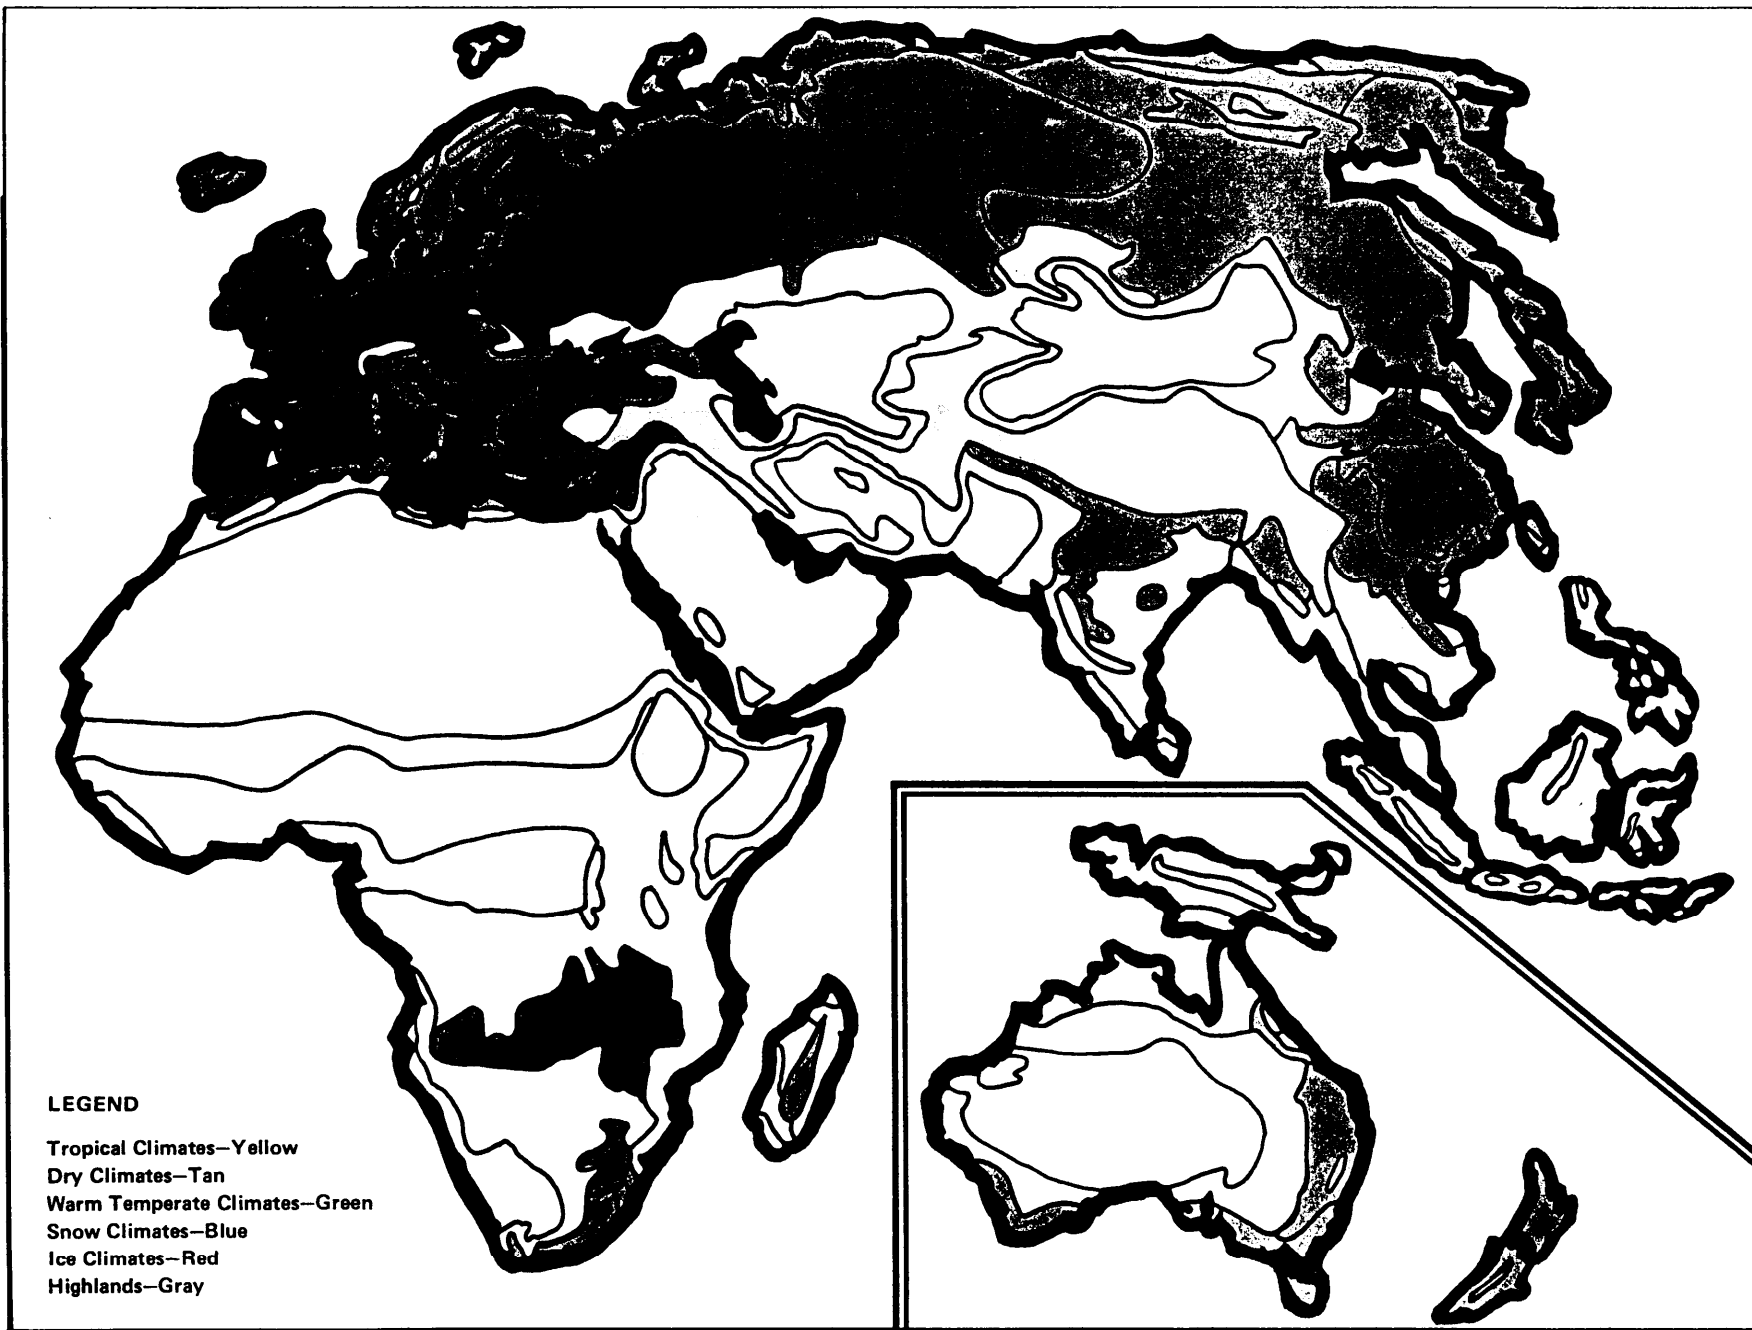 LEGEND
Tropical Climates—Yellow
Dry Climates—Tan
Warm Temperate Climates—Green
Snow Climates—Blue
Ice Climates—Red
Highlands—Gray